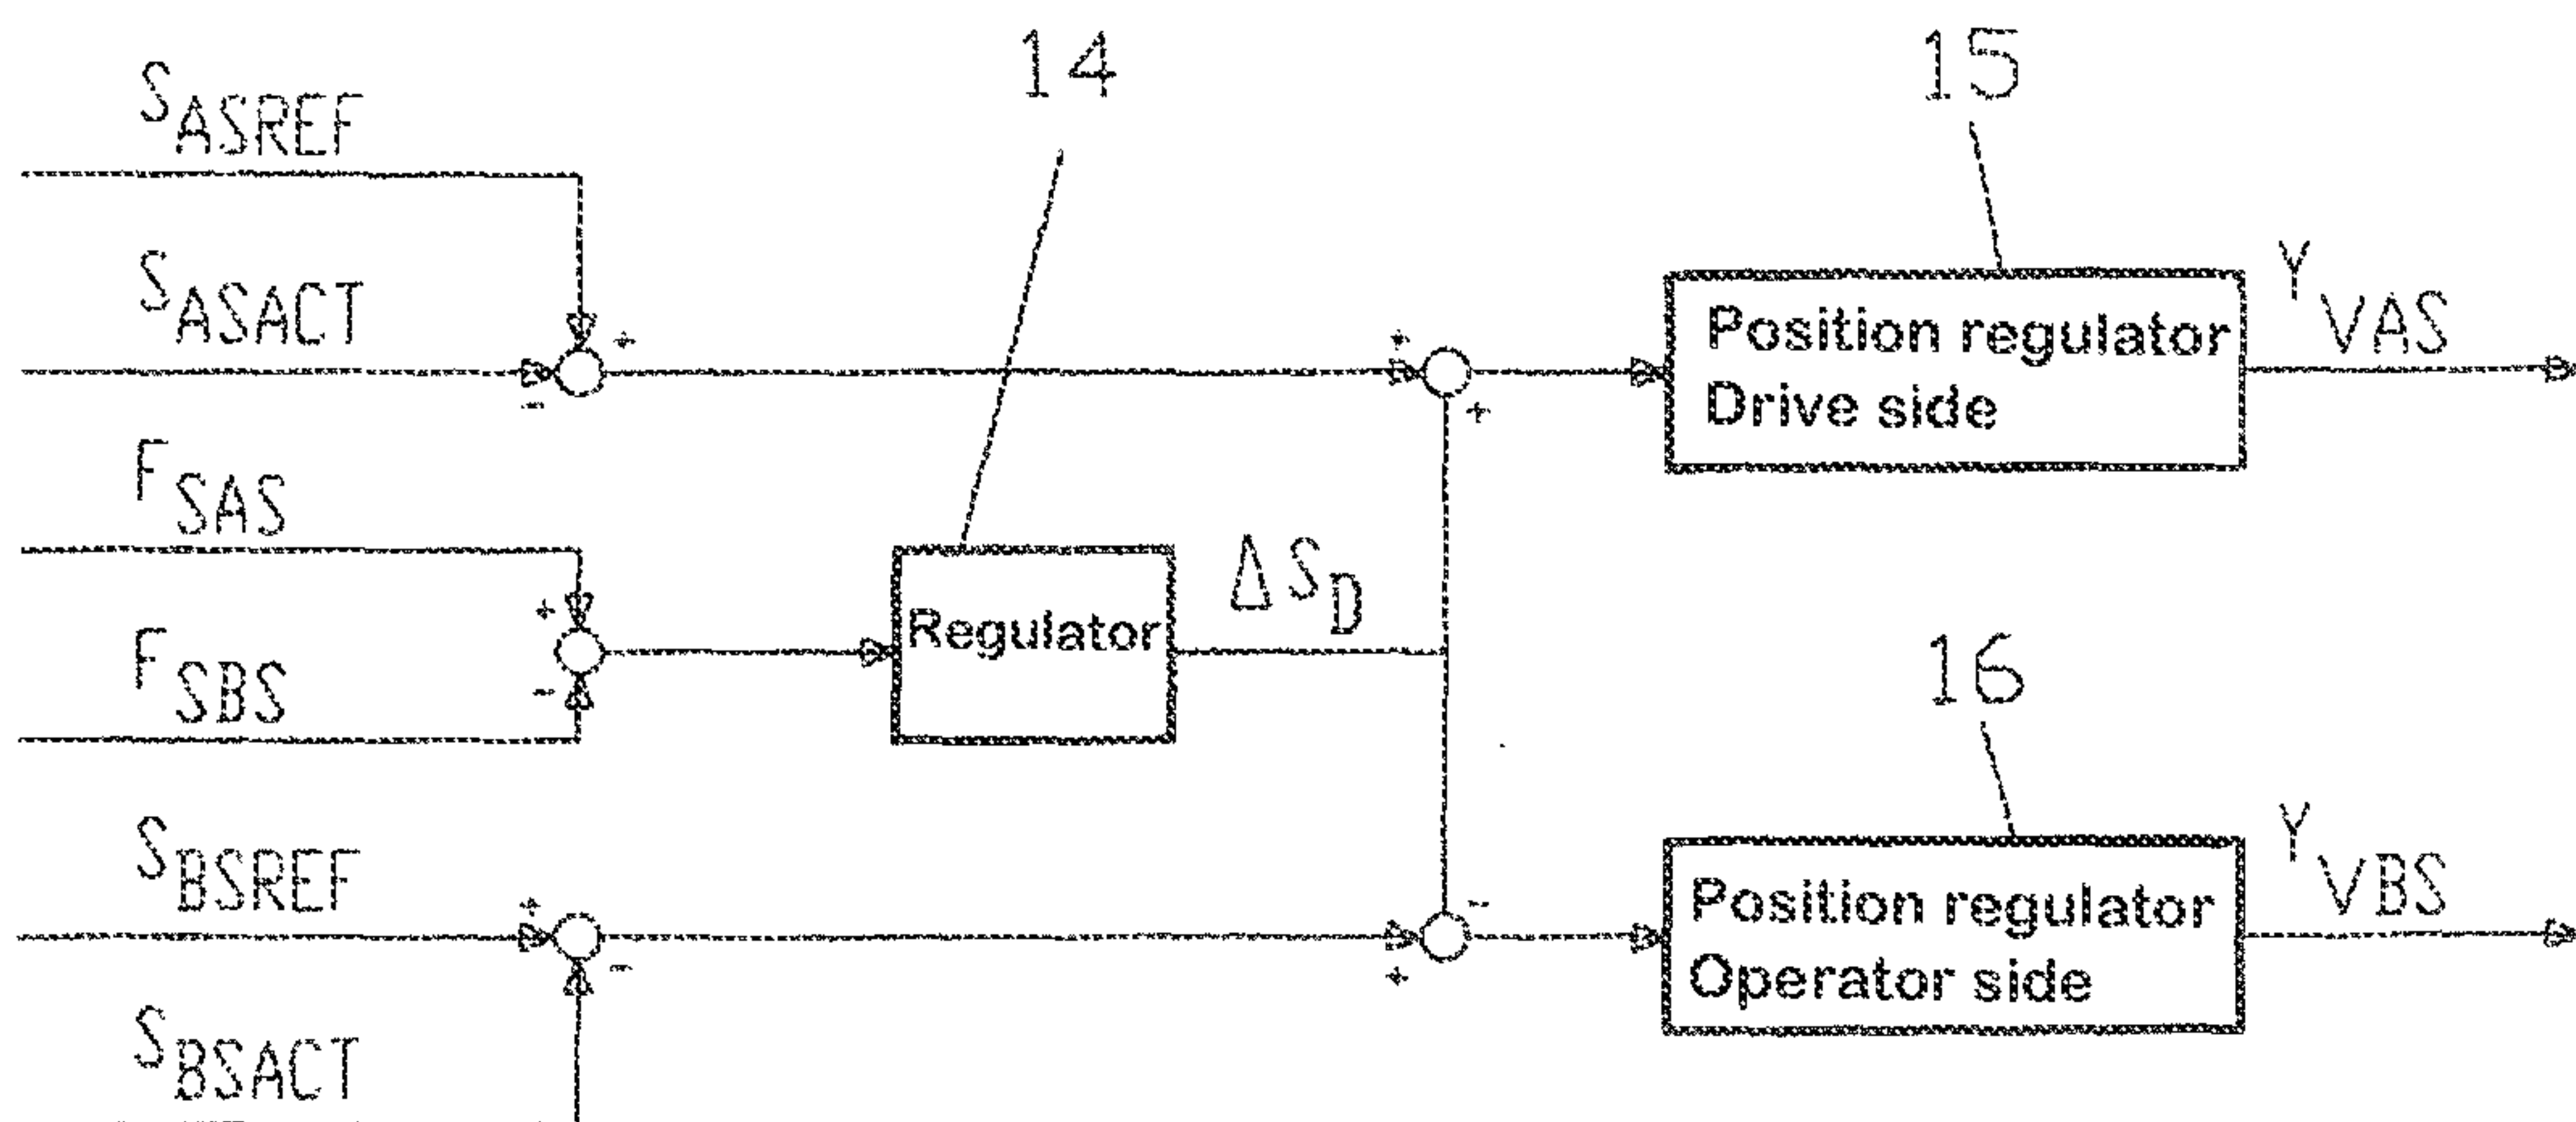 14
15
S_ASREF
S_ASACT
+
-
+
+
Position regulator
Drive side
Y_VAS
F_SAS
F_SBS
+
-
Regulator
ΔS_D
16
S_BSREF
S_BSACT
+
-
-
+
Position regulator
Operator side
Y_VBS